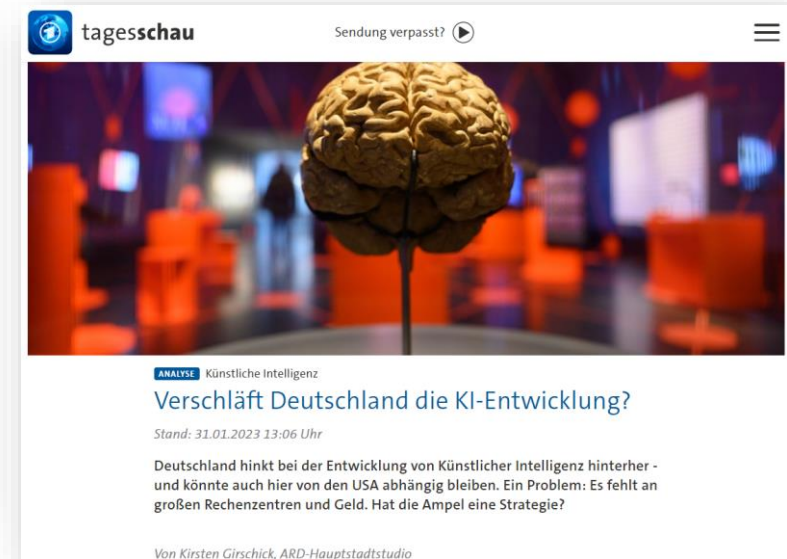 tagesschau
Sendung verpasst?
ANALYSE Künstliche Intelligenz
Verschläft Deutschland die KI-Entwicklung?
Stand: 31.01.2023 13:06 Uhr
Deutschland hinkt bei der Entwicklung von Künstlicher Intelligenz hinterher -
und könnte auch hier von den USA abhängig bleiben. Ein Problem: Es fehlt an
großen Rechenzentren und Geld. Hat die Ampel eine Strategie?
Von Kirsten Girschick, ARD-Hauptstadtstudio